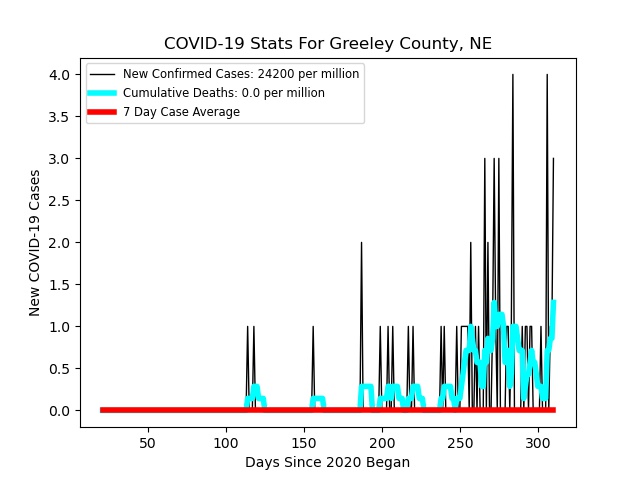 COVID-19 Stats For Greeley County, NE
New Confirmed Cases: 24200 per million
Cumulative Deaths: 0.0 per million
7 Day Case Average
4.0
3.5
3.0
2.5
2.0
1.5
1.0
0.5
0.0
New COVID-19 Cases
50 100 150 200 250 300
Days Since 2020 Began